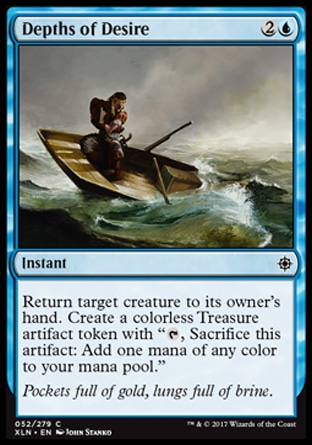 Depths of Desire 2
Instant
Return target creature to its owner's
hand. Create a colorless Treasure
artifact token with “, Sacrifice this
artifact: Add one mana of any color
to your mana pool.”
Pockets full of gold, lungs full of brine.
052/279 C
XLN • EN John Stanko
™ & © 2017 Wizards of the Coast